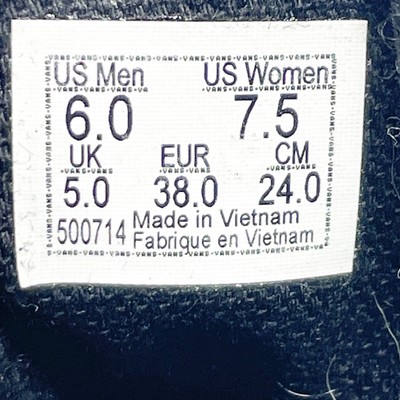 US Men US Women
6.0 7.5
UK EUR CM
5.0 38.0 24.0
500714 Made in Vietnam
Fabrique en Vietnam